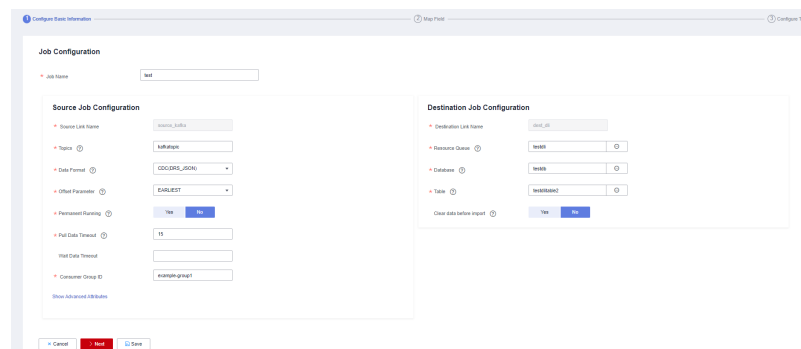 1 Configure Basic Information
2 Map Field
3 Configure T
Job Configuration
* Job Name
test
Source Job Configuration
* Source Link Name
source_kafka
* Topics ?
kafkatopic
* Data Format ?
CDC(DRS_JSON)
* Offset Parameter ?
EARLIEST
* Permanent Running ?
Yes No
* Pull Data Timeout ?
15
Wait Data Timeout
* Consumer Group ID
example-group1
Show Advanced Attributes
Destination Job Configuration
* Destination Link Name
dest_dli
* Resource Queue ?
testdli
* Database ?
testdb
* Table ?
testdlitable2
Clear data before import ?
Yes No
× Cancel
> Next
Save